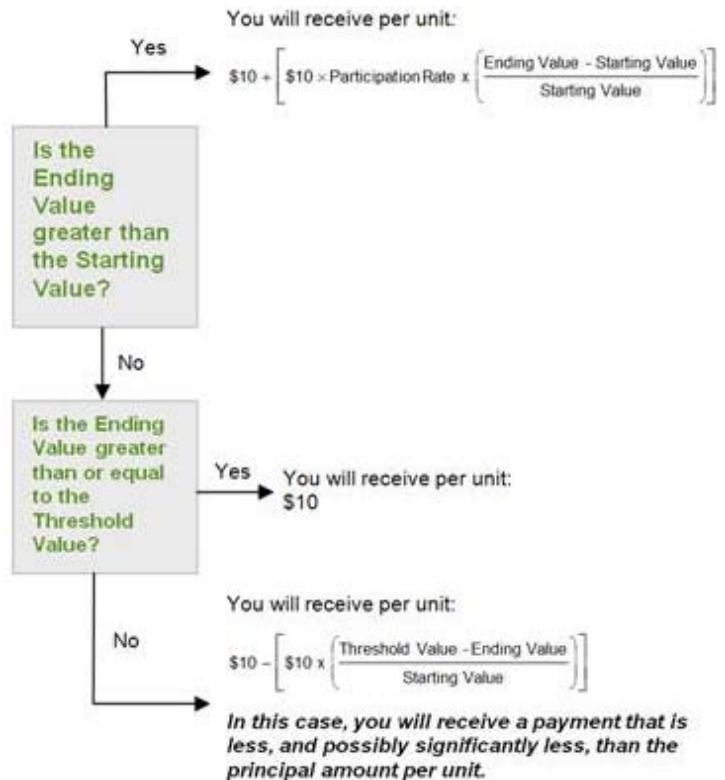 You will receive per unit:
Yes
$10 + [ $10 × Participation Rate x ( Ending Value - Starting Value / Starting Value ) ]
Is the
Ending
Value
greater than
the Starting
Value?
No
Is the Ending
Value greater
than or equal
to the
Threshold
Value?
Yes
You will receive per unit:
$10
You will receive per unit:
No
$10 – [ $10 x ( Threshold Value - Ending Value / Starting Value ) ]
In this case, you will receive a payment that is
less, and possibly significantly less, than the
principal amount per unit.